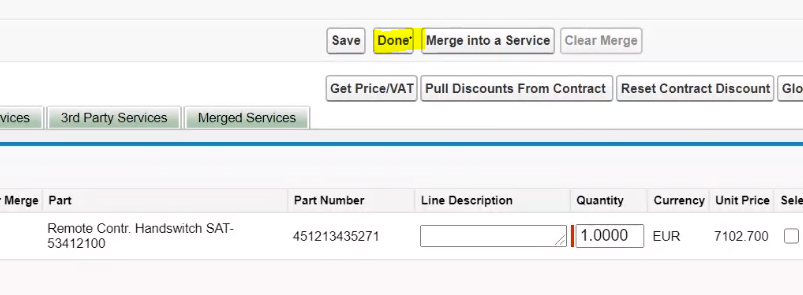 Save Done Merge into a Service Clear Merge
Get Price/VAT Pull Discounts From Contract Reset Contract Discount Glo
vices 3rd Party Services Merged Services
Merge Part Part Number Line Description Quantity Currency Unit Price Sele
Remote Contr. Handswitch SAT-
53412100 451213435271 1.0000 EUR 7102.700